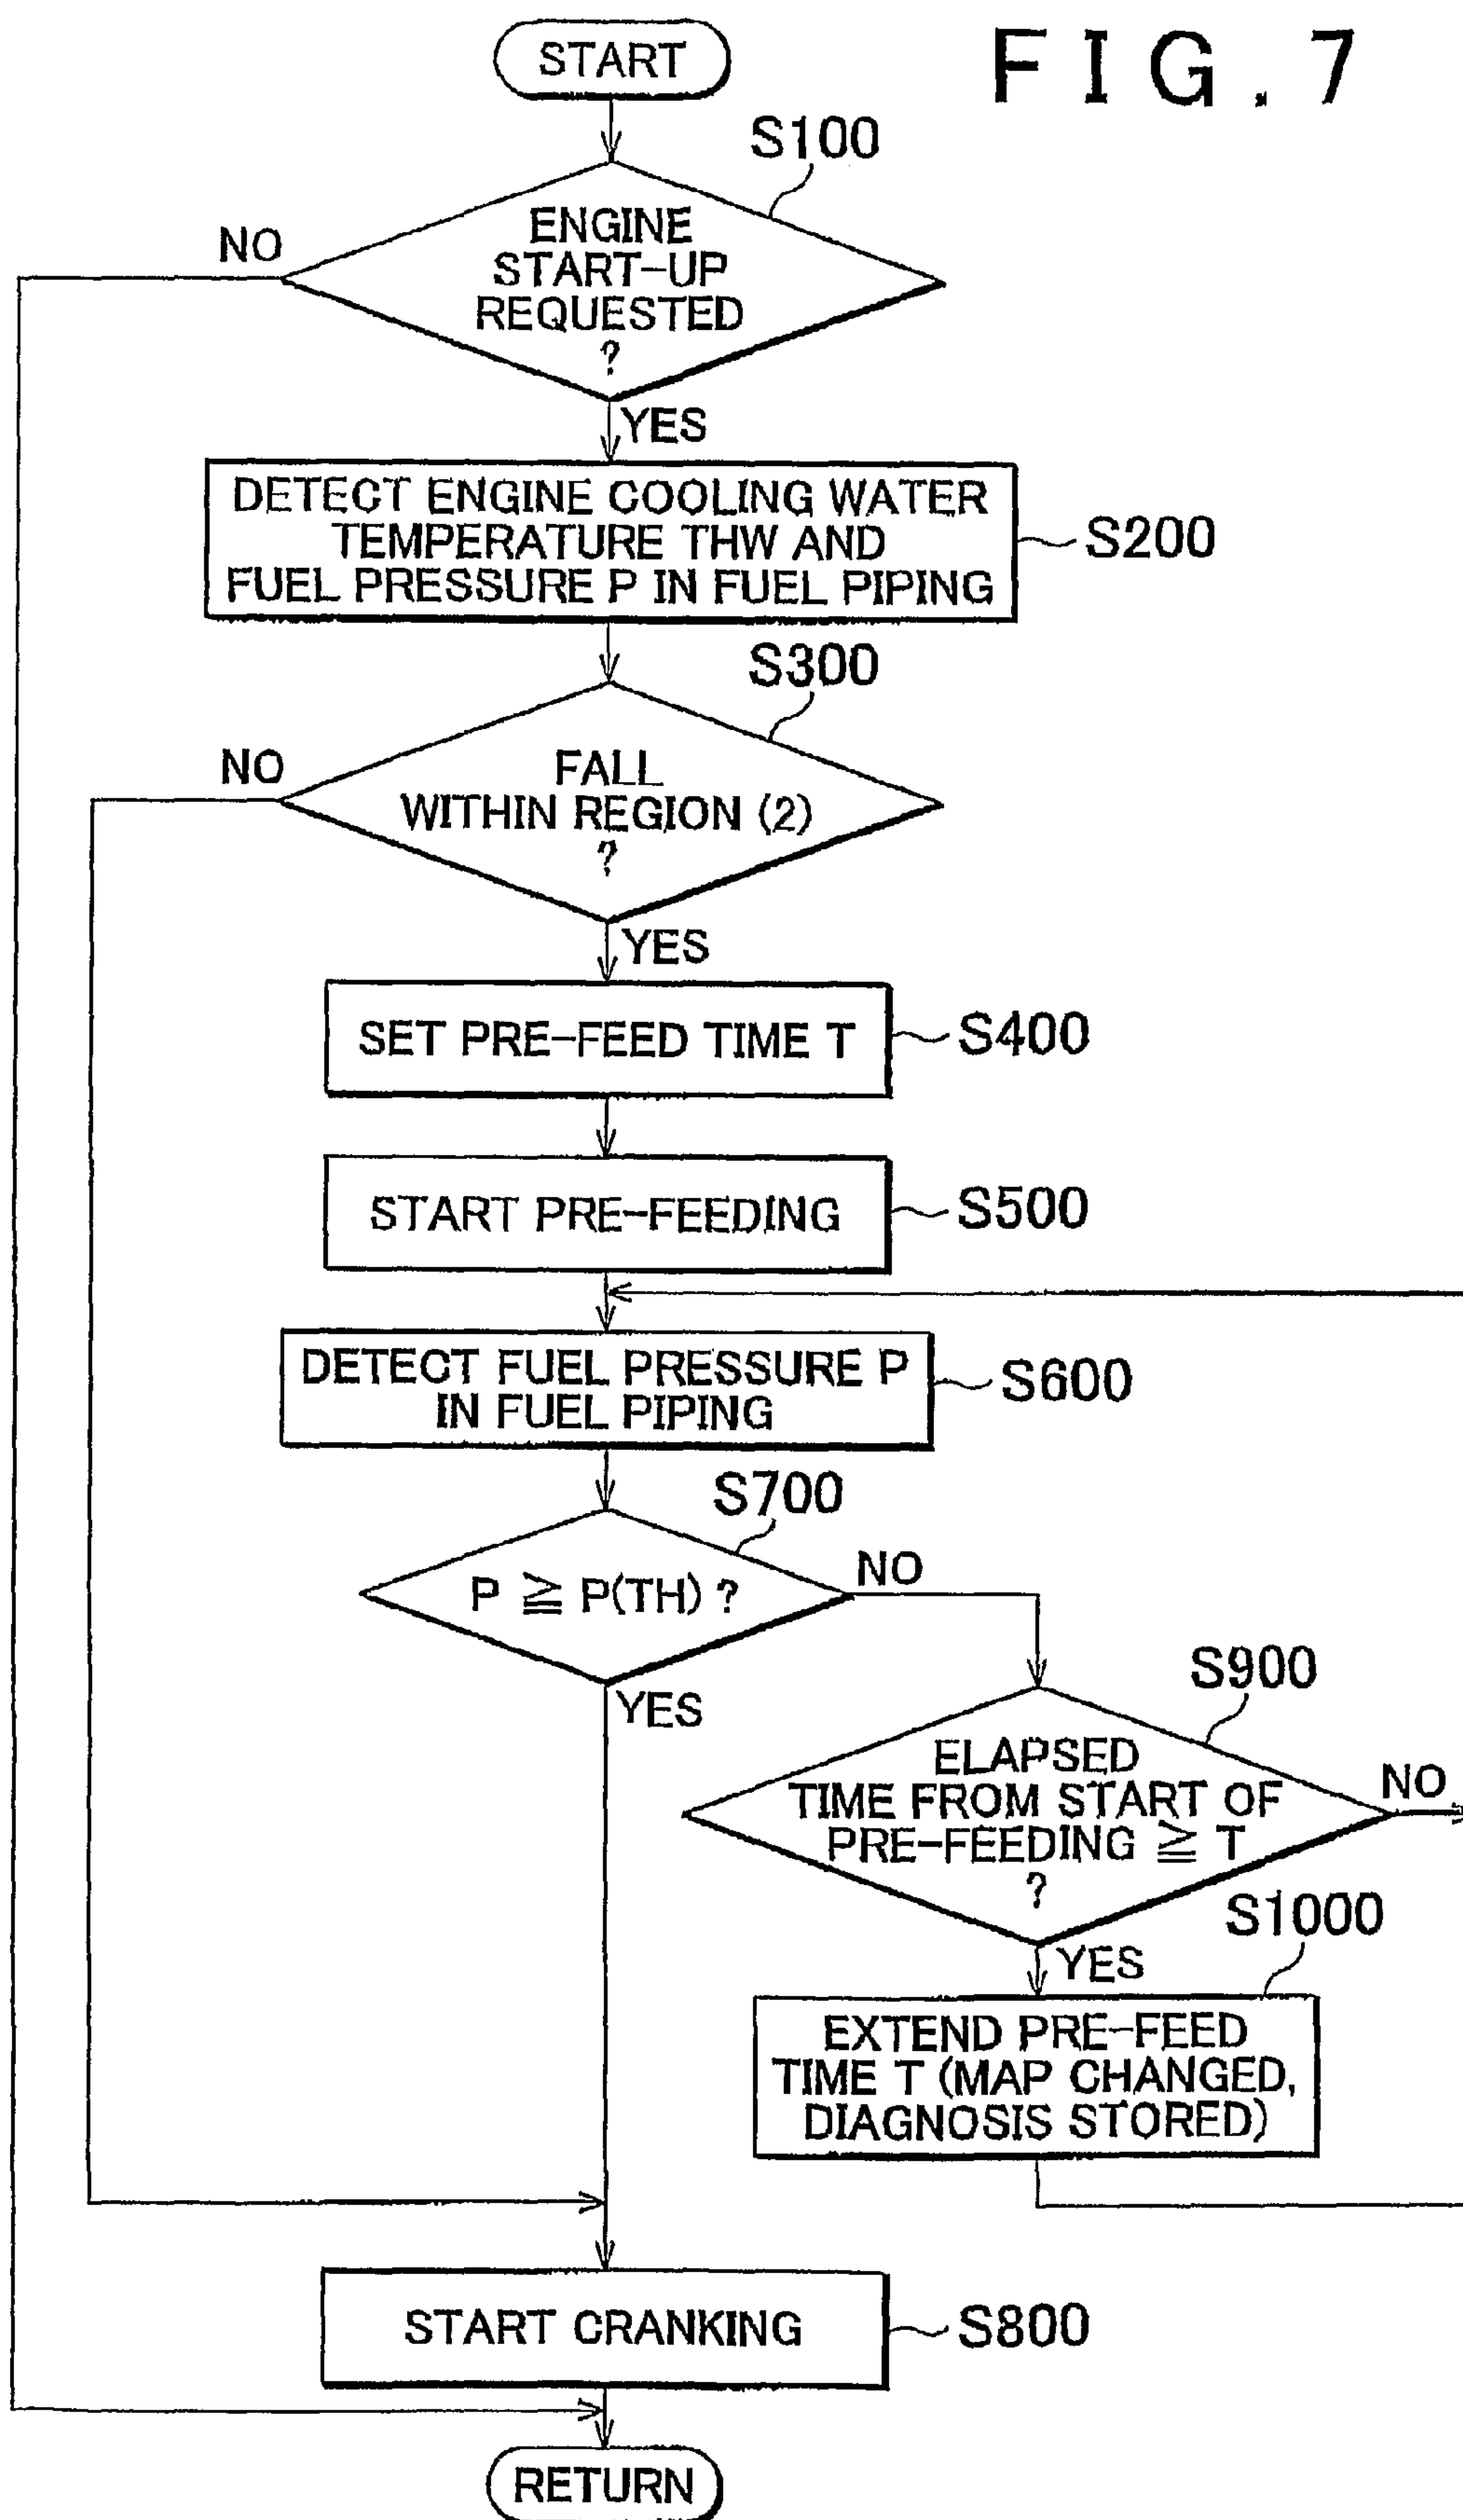 START
FIG. 7
S100
NO
ENGINE
START-UP
REQUESTED
?
YES
DETECT ENGINE COOLING WATER
TEMPERATURE THW AND
FUEL PRESSURE P IN FUEL PIPING
S200
S300
NO
FALL
WITHIN REGION (2)
?
YES
SET PRE-FEED TIME T
S400
START PRE-FEEDING
S500
DETECT FUEL PRESSURE P
IN FUEL PIPING
S600
S700
P ≧ P(TH) ?
NO
YES
S900
ELAPSED
TIME FROM START OF
PRE-FEEDING ≧ T
?
NO
YES
S1000
EXTEND PRE-FEED
TIME T (MAP CHANGED,
DIAGNOSIS STORED)
START CRANKING
S800
RETURN